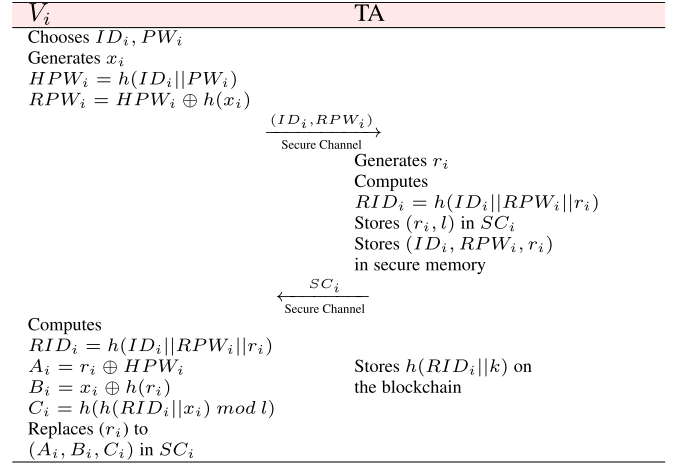 V_i TA
Chooses ID_i, PW_i
Generates x_i
HPW_i = h(ID_i||PW_i)
RPW_i = HPW_i ⊕ h(x_i)
(ID_i, RPW_i)
Secure Channel
Generates r_i
Computes
RID_i = h(ID_i||RPW_i||r_i)
Stores (r_i, l) in SC_i
Stores (ID_i, RPW_i, r_i)
in secure memory
SC_i
Secure Channel
Computes
RID_i = h(ID_i||RPW_i||r_i)
A_i = r_i ⊕ HPW_i Stores h(RID_i||k) on
B_i = x_i ⊕ h(r_i) the blockchain
C_i = h(h(RID_i||x_i) mod l)
Replaces (r_i) to
(A_i, B_i, C_i) in SC_i